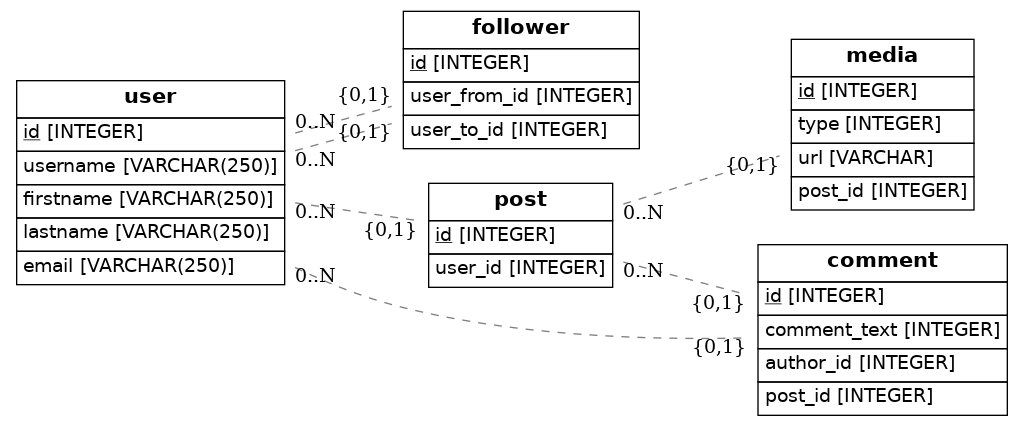 user
id [INTEGER]
username [VARCHAR(250)]
firstname [VARCHAR(250)]
lastname [VARCHAR(250)]
email [VARCHAR(250)]
follower
id [INTEGER]
user_from_id [INTEGER]
user_to_id [INTEGER]
post
id [INTEGER]
user_id [INTEGER]
media
id [INTEGER]
type [INTEGER]
url [VARCHAR]
post_id [INTEGER]
comment
id [INTEGER]
comment_text [INTEGER]
author_id [INTEGER]
post_id [INTEGER]
{0,1}
0..N
{0,1}
0..N
0..N
{0,1}
0..N
{0,1}
{0,1}
0..N
0..N
{0,1}